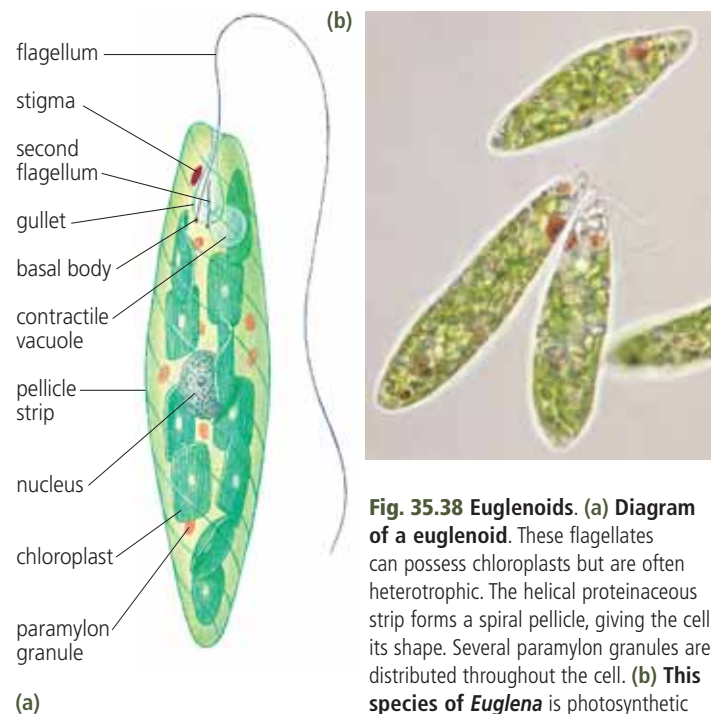 (b)
flagellum
stigma
second
flagellum
gullet
basal body
contractile
vacuole
pellicle
strip
nucleus
chloroplast
paramylon
granule
(a)
Fig. 35.38 Euglenoids. (a) Diagram
of a euglenoid. These flagellates
can possess chloroplasts but are often
heterotrophic. The helical proteinaceous
strip forms a spiral pellicle, giving the cell
its shape. Several paramylon granules are
distributed throughout the cell. (b) This
species of Euglena is photosynthetic